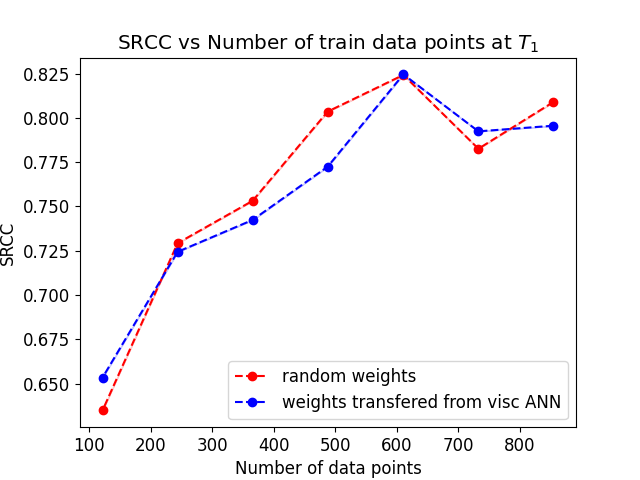 SRCC vs Number of train data points at T₁
0.825
0.800
0.775
0.750
0.725
0.700
0.675
0.650
SRCC
random weights
weights transfered from visc ANN
100 200 300 400 500 600 700 800
Number of data points